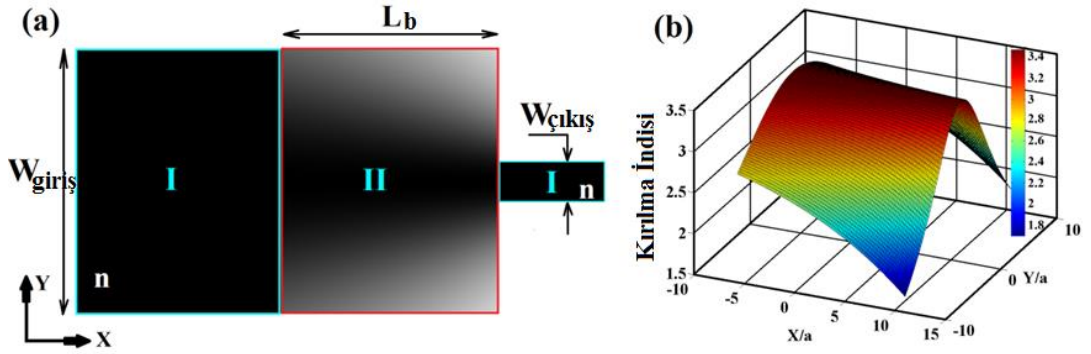 (a)
L_b
W_giriş
I
II
W_çıkış
I
n
n
Y
X
(b)
Kırılma İndisi
3.5
3
2.5
2
1.5
-10
-5
0
5
10
15
X/a
-10
0
10
Y/a
3.4
3.2
3
2.8
2.6
2.4
2.2
2
1.8